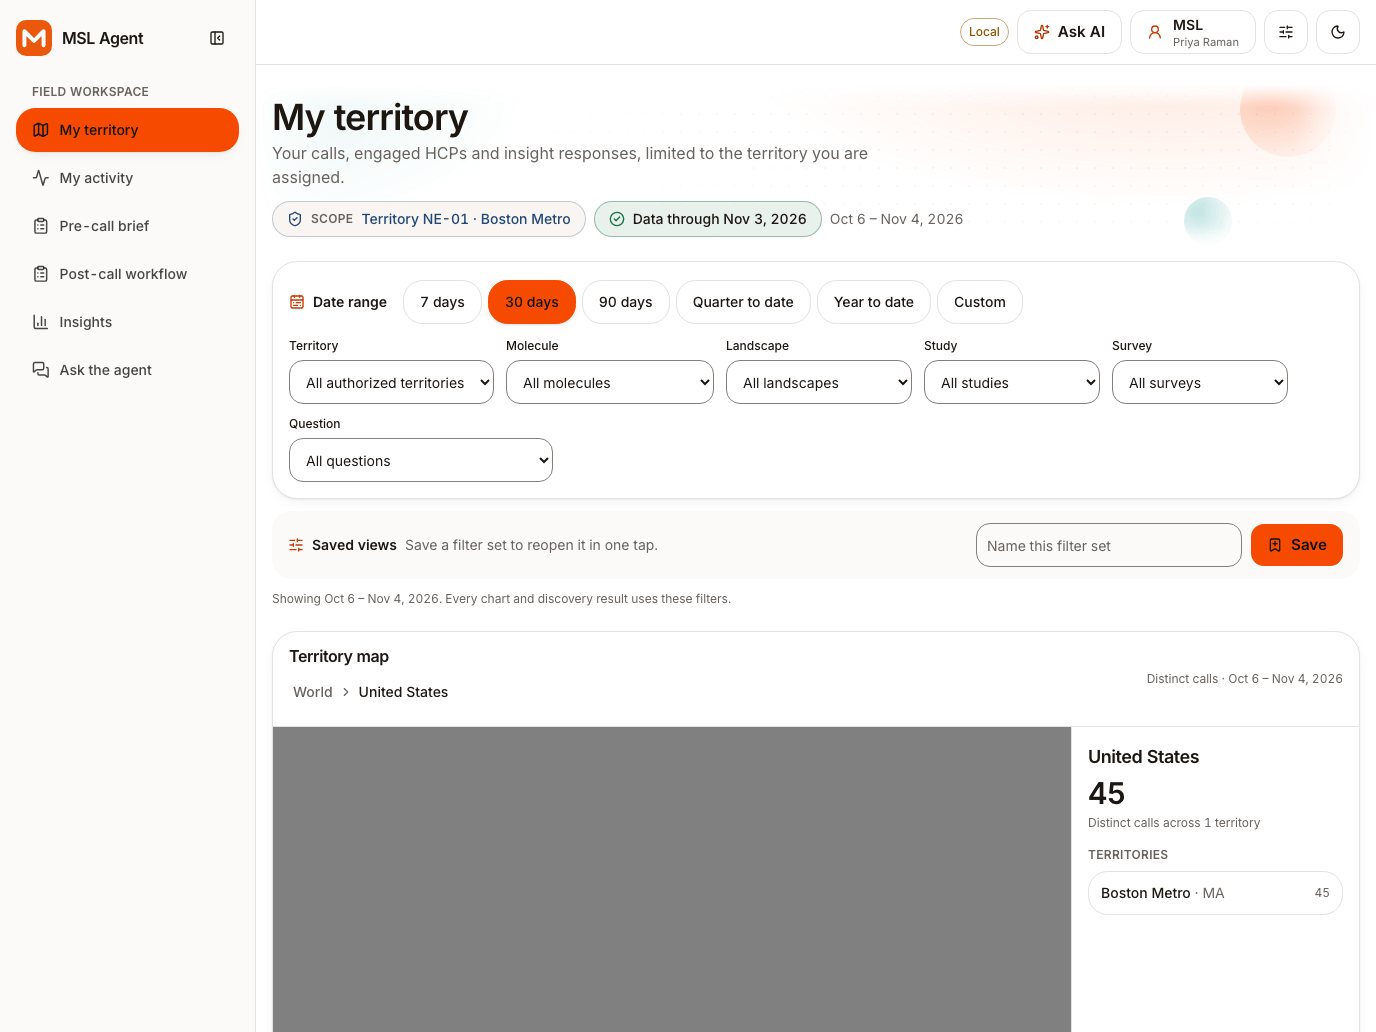 MSL Agent
FIELD WORKSPACE
My territory
My activity
Pre-call brief
Post-call workflow
Insights
Ask the agent
Local
Ask AI
MSL
Priya Raman
My territory
Your calls, engaged HCPs and insight responses, limited to the territory you are
assigned.
SCOPE Territory NE-01 · Boston Metro
Data through Nov 3, 2026
Oct 6 – Nov 4, 2026
Date range
7 days
30 days
90 days
Quarter to date
Year to date
Custom
Territory
All authorized territories
Molecule
All molecules
Landscape
All landscapes
Study
All studies
Survey
All surveys
Question
All questions
Saved views
Save a filter set to reopen it in one tap.
Name this filter set
Save
Showing Oct 6 – Nov 4, 2026. Every chart and discovery result uses these filters.
Territory map
World > United States
Distinct calls · Oct 6 – Nov 4, 2026
United States
45
Distinct calls across 1 territory
TERRITORIES
Boston Metro · MA 45